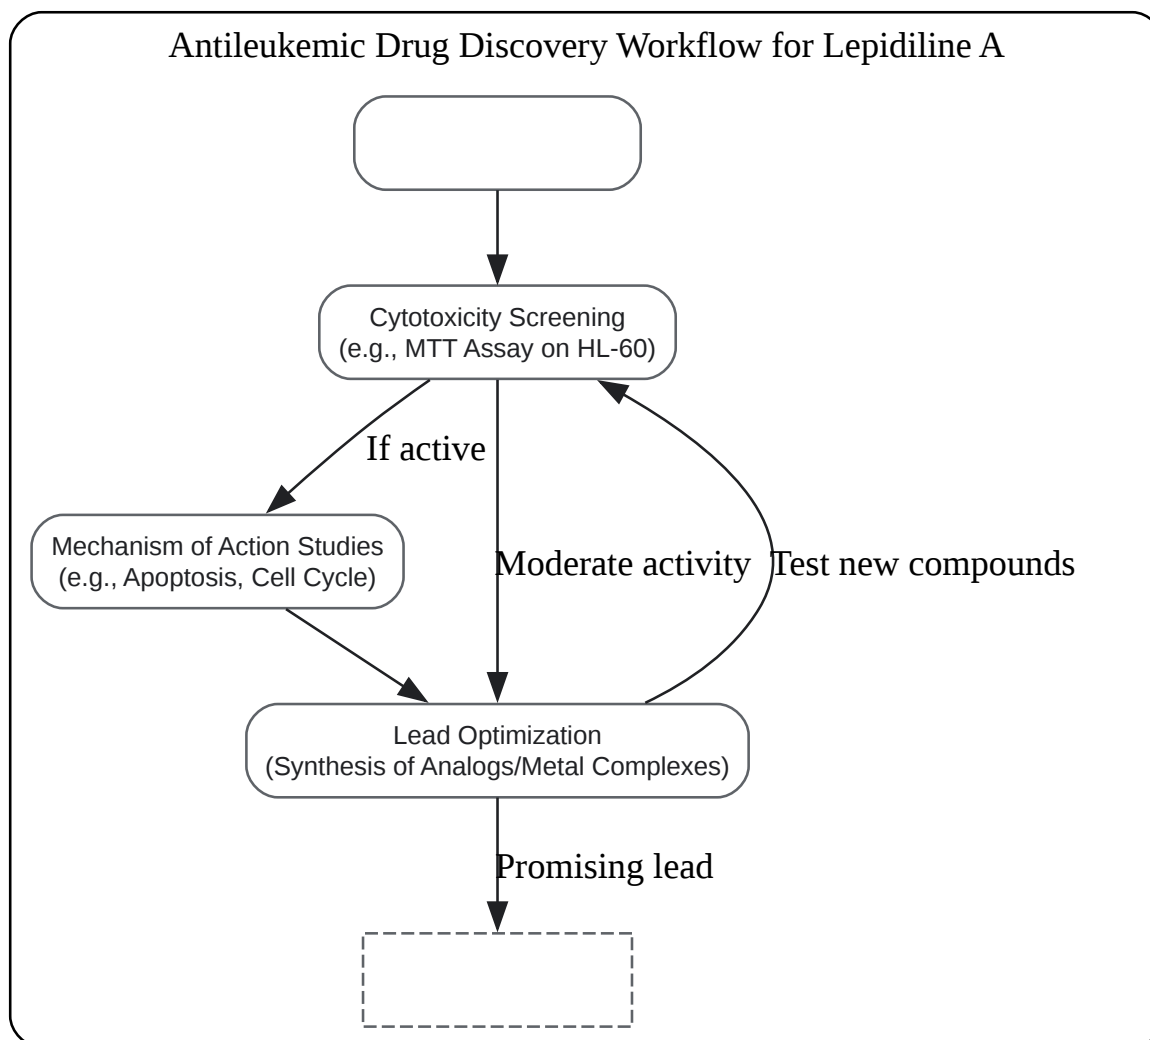 Antileukemic Drug Discovery Workflow for Lepidiline A
Cytotoxicity Screening
(e.g., MTT Assay on HL-60)
If active
Mechanism of Action Studies
(e.g., Apoptosis, Cell Cycle)
Moderate activity
Test new compounds
Lead Optimization
(Synthesis of Analogs/Metal Complexes)
Promising lead